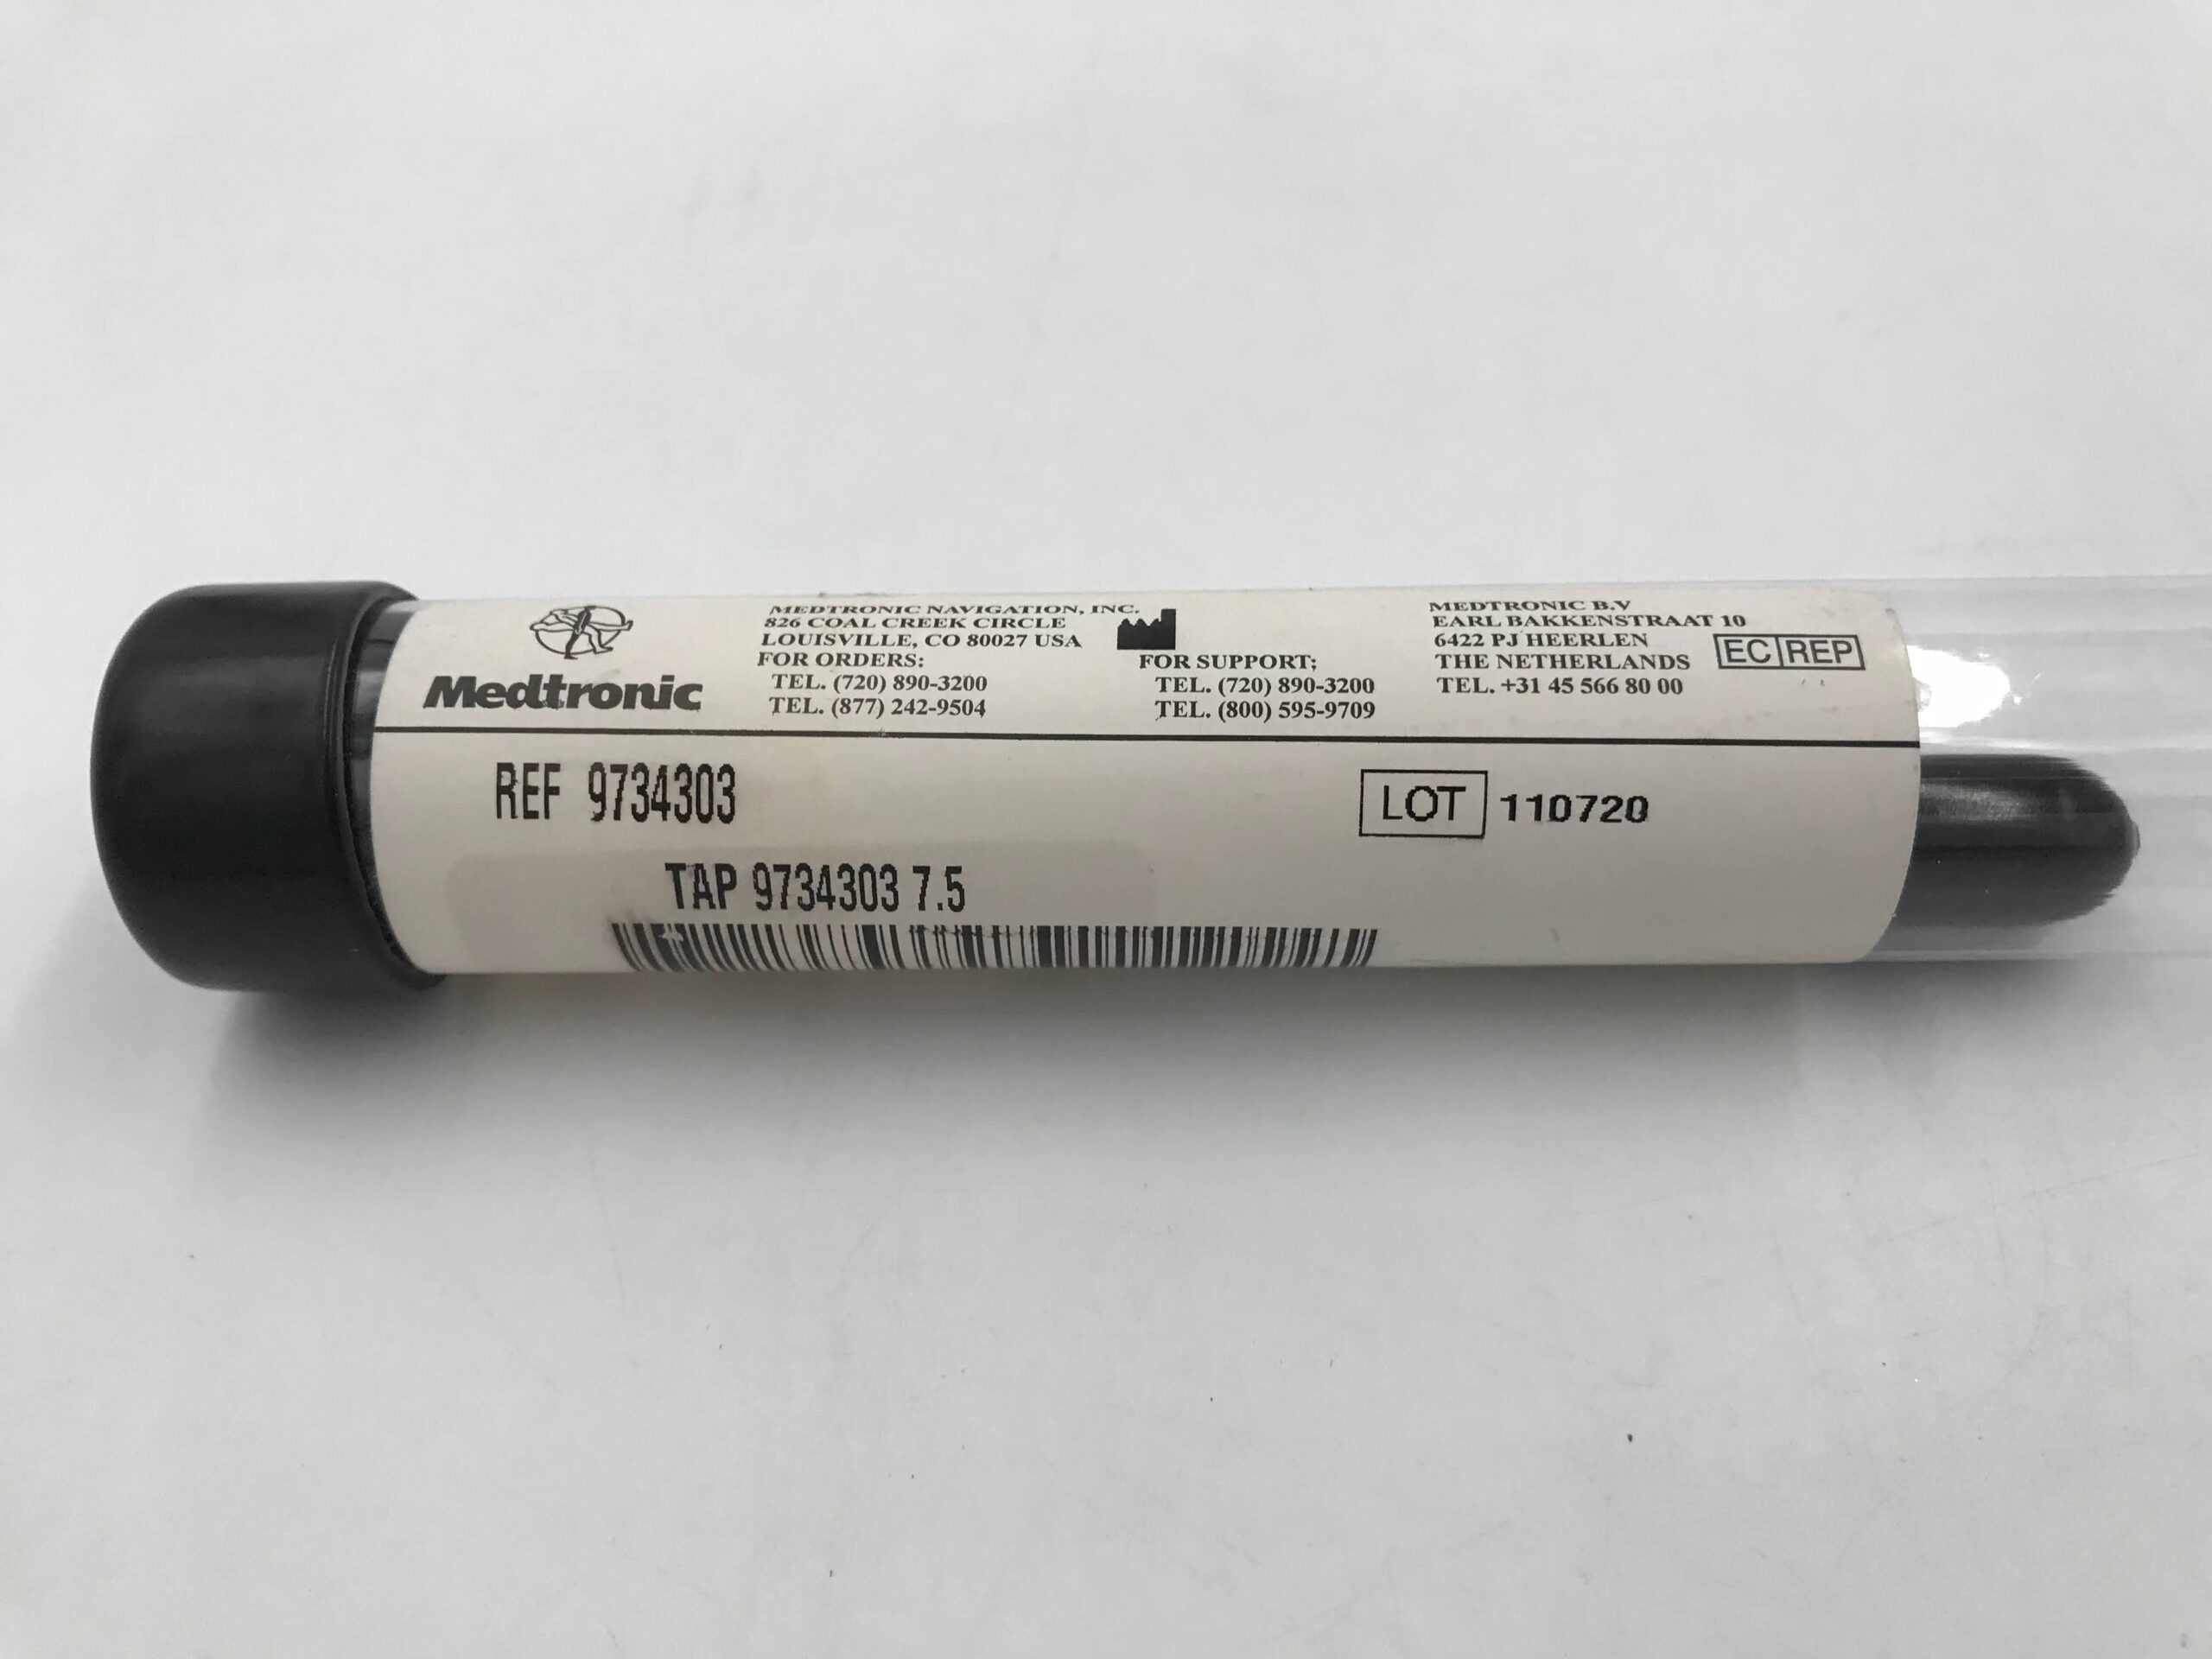 Medtronic
MEDTRONIC NAVIGATION, INC.
826 COAL CREEK CIRCLE
LOUISVILLE, CO 80027 USA
FOR ORDERS:
TEL. (720) 890-3200
TEL. (877) 242-9504
FOR SUPPORT:
TEL. (720) 890-3200
TEL. (800) 595-9709
MEDTRONIC B.V
EARL BAKKENSTRAAT 10
6422 PJ HEERLEN
THE NETHERLANDS
TEL. +31 45 566 80 00
EC REP
REF 9734303
LOT 110720
TAP 9734303 7.5